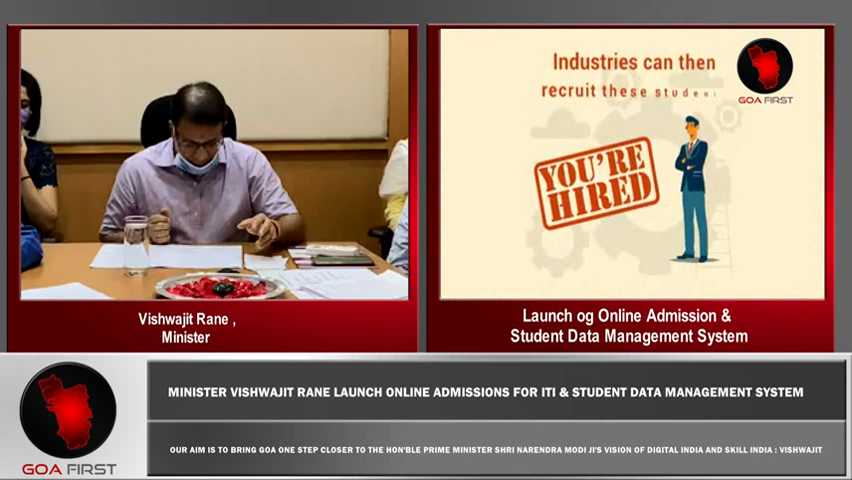 Vishwajit Rane ,
Minister
Industries can then
recruit these studen
GOA FIRST
YOU'RE
HIRED
Launch og Online Admission &
Student Data Management System
GOA FIRST
MINISTER VISHWAJIT RANE LAUNCH ONLINE ADMISSIONS FOR ITI & STUDENT DATA MANAGEMENT SYSTEM
OUR AIM IS TO BRING GOA ONE STEP CLOSER TO THE HON'BLE PRIME MINISTER SHRI NARENDRA MODI JI'S VISION OF DIGITAL INDIA AND SKILL INDIA : VISHWAJIT